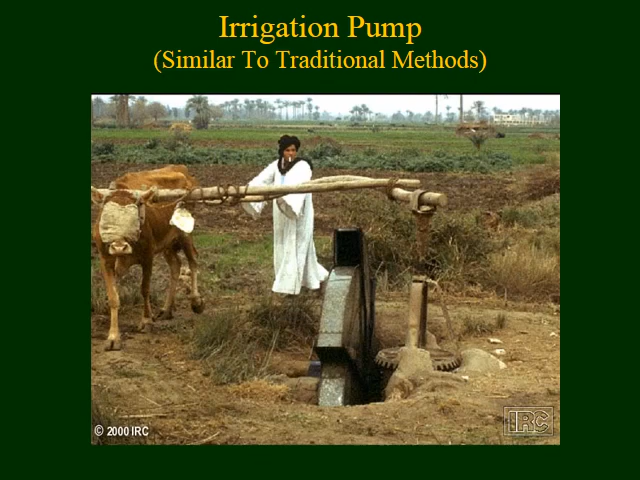 Irrigation Pump
(Similar To Traditional Methods)
© 2000 IRC
IRC